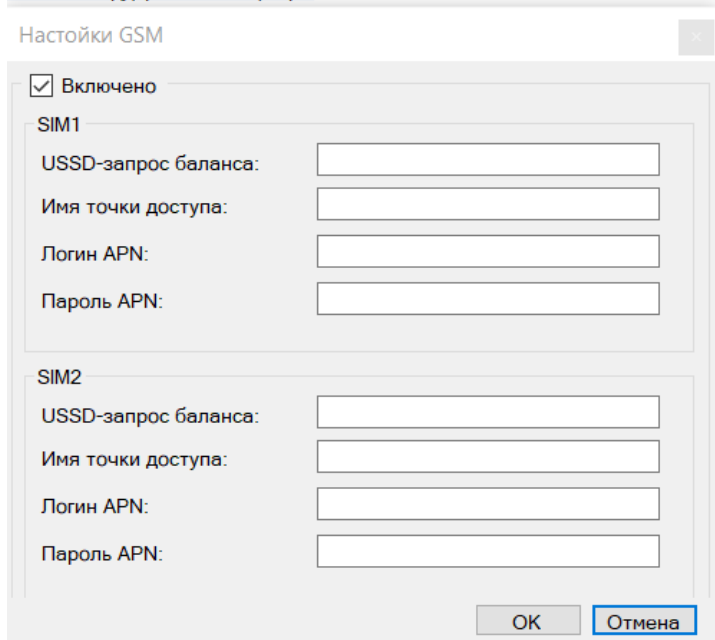 Настойки GSM
Включено
SIM1
USSD-запрос баланса:
Имя точки доступа:
Логин APN:
Пароль APN:
SIM2
USSD-запрос баланса:
Имя точки доступа:
Логин APN:
Пароль APN:
OK Отмена